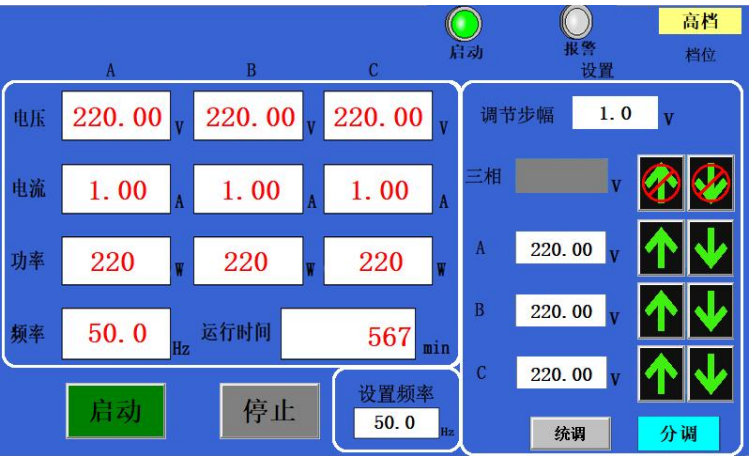 高档
启动 报警 档位
A B C 设置
电压 220.00 V 220.00 V 220.00 V 调节步幅 1.0 V
电流 1.00 A 1.00 A 1.00 A 三相 V
功率 220 W 220 W 220 W A 220.00 V
频率 50.0 Hz 运行时间 567 min B 220.00 V
设置频率 C 220.00 V
启动 停止 50.0 Hz 统调 分调